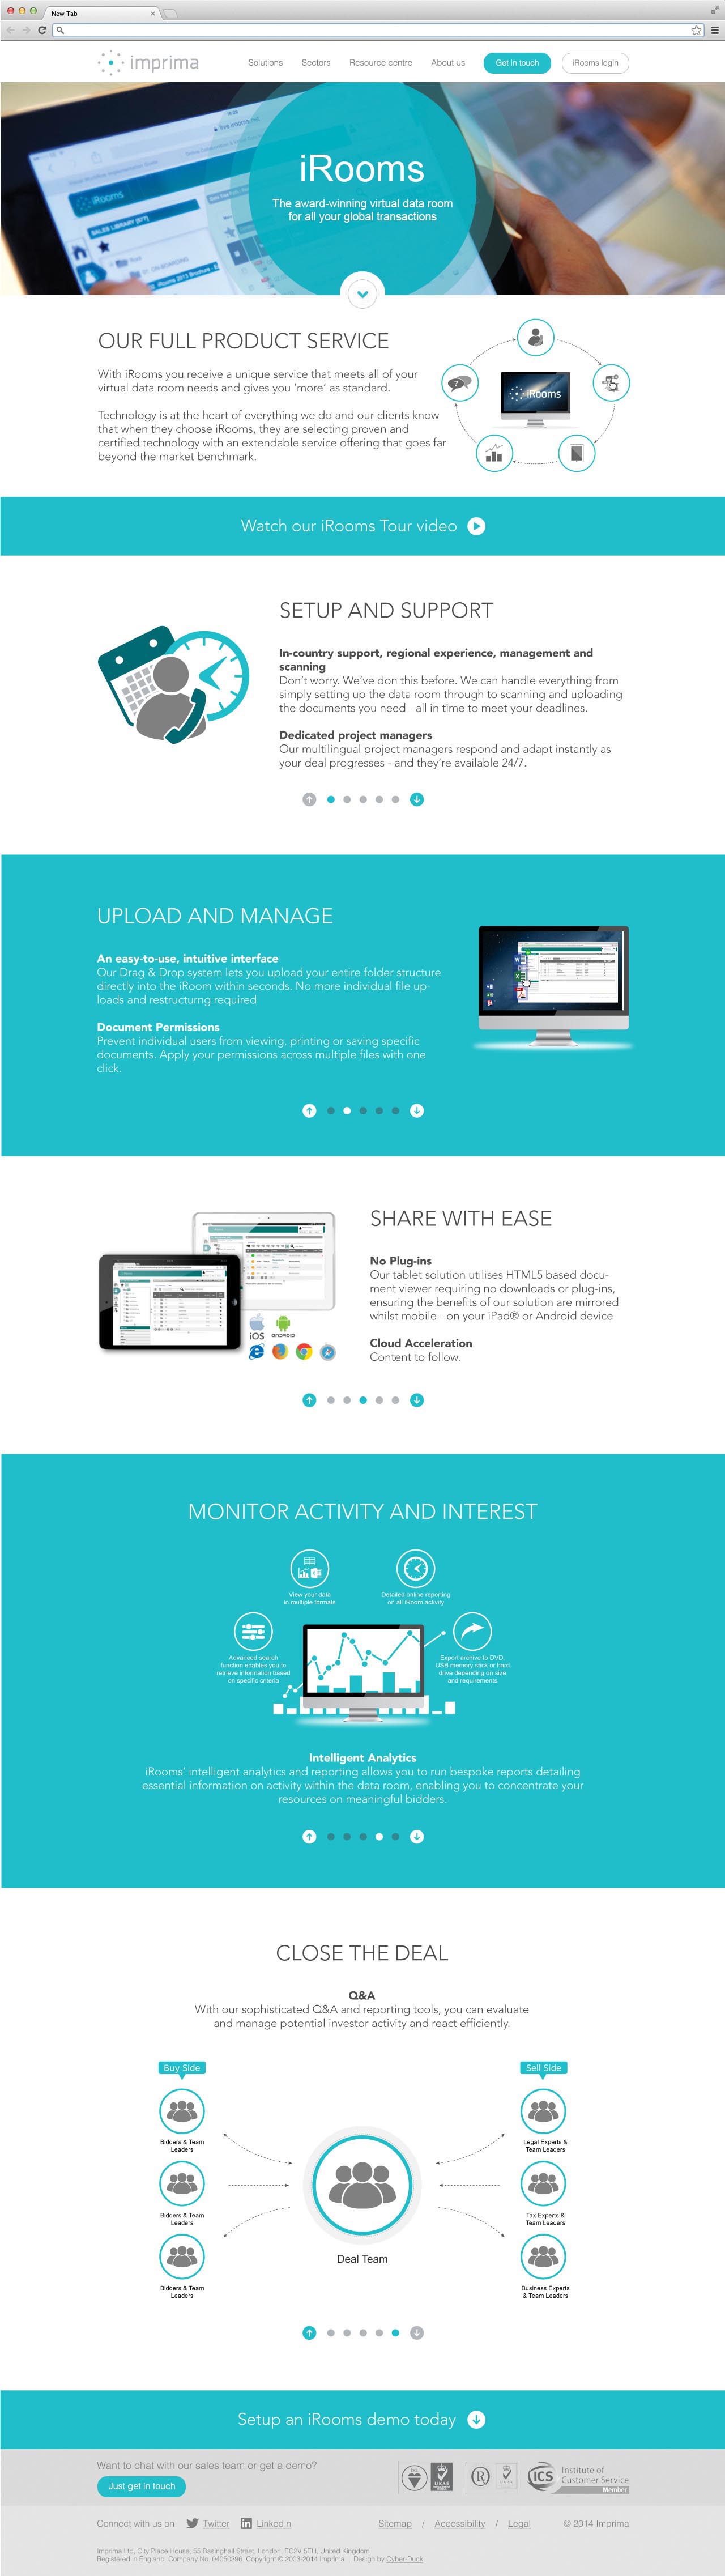 New Tab
imprima
Solutions
Sectors
Resource centre
About us
Get in touch
iRooms login
iRooms
SALES LIBRARY (877)
iRooms
The award-winning virtual data room
for all your global transactions
OUR FULL PRODUCT SERVICE
With iRooms you receive a unique service that meets all of your
virtual data room needs and gives you ‘more’ as standard.
Technology is at the heart of everything we do and our clients know
that when they choose iRooms, they are selecting proven and
certified technology with an extendable service offering that goes far
beyond the market benchmark.
iRooms
Watch our iRooms Tour video
SETUP AND SUPPORT
In-country support, regional experience, management and
scanning
Don’t worry. We’ve don this before. We can handle everything from
simply setting up the data room through to scanning and uploading
the documents you need - all in time to meet your deadlines.
Dedicated project managers
Our multilingual project managers respond and adapt instantly as
your deal progresses - and they’re available 24/7.
UPLOAD AND MANAGE
An easy-to-use, intuitive interface
Our Drag & Drop system lets you upload your entire folder structure
directly into the iRoom within seconds. No more individual file up-
loads and restructurng required
Document Permissions
Prevent individual users from viewing, printing or saving specific
documents. Apply your permissions across multiple files with one
click.
iOS
ANDROID
SHARE WITH EASE
No Plug-ins
Our tablet solution utilises HTML5 based docu-
ment viewer requiring no downloads or plug-ins,
ensuring the benefits of our solution are mirrored
whilst mobile - on your iPad® or Android device
Cloud Acceleration
Content to follow.
MONITOR ACTIVITY AND INTEREST
View your data
in multiple formats
Detailed online reporting
on all iRoom activity
Advanced search
function enables you to
retrieve information based
on specific criteria
Export archive to DVD,
USB memory stick or hard
drive depending on size
and requirements
Intelligent Analytics
iRooms’ intelligent analytics and reporting allows you to run bespoke reports detailing
essential information on activity within the data room, enabling you to concentrate your
resources on meaningful bidders.
CLOSE THE DEAL
Q&A
With our sophisticated Q&A and reporting tools, you can evaluate
and manage potential investor activity and react efficiently.
Buy Side
Sell Side
Bidders & Team
Leaders
Legal Experts &
Team Leaders
Bidders & Team
Leaders
Tax Experts &
Team Leaders
Deal Team
Bidders & Team
Leaders
Business Experts
& Team Leaders
Setup an iRooms demo today
Want to chat with our sales team or get a demo?
Just get in touch
UKAS
R
ICS
Institute of
Customer Service
Member
Connect with us on
Twitter
LinkedIn
Sitemap / Accessibility / Legal
© 2014 Imprima
Imprima Ltd. City Place House, 55 Basinghall Street, London, EC2V 5EH, United Kingdom
Registered in England. Company No. 04050396. Copyright © 2003-2014 Imprima | Design by Cyber-Duck